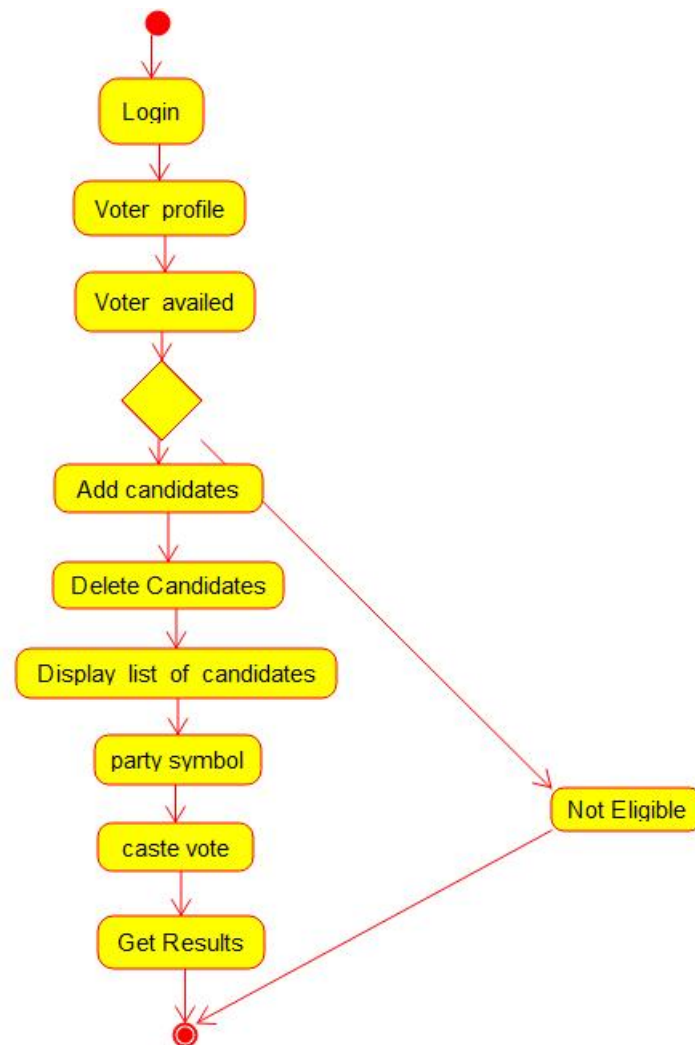 Login
Voter profile
Voter availed
Add candidates
Delete Candidates
Display list of candidates
party symbol
Not Eligible
caste vote
Get Results